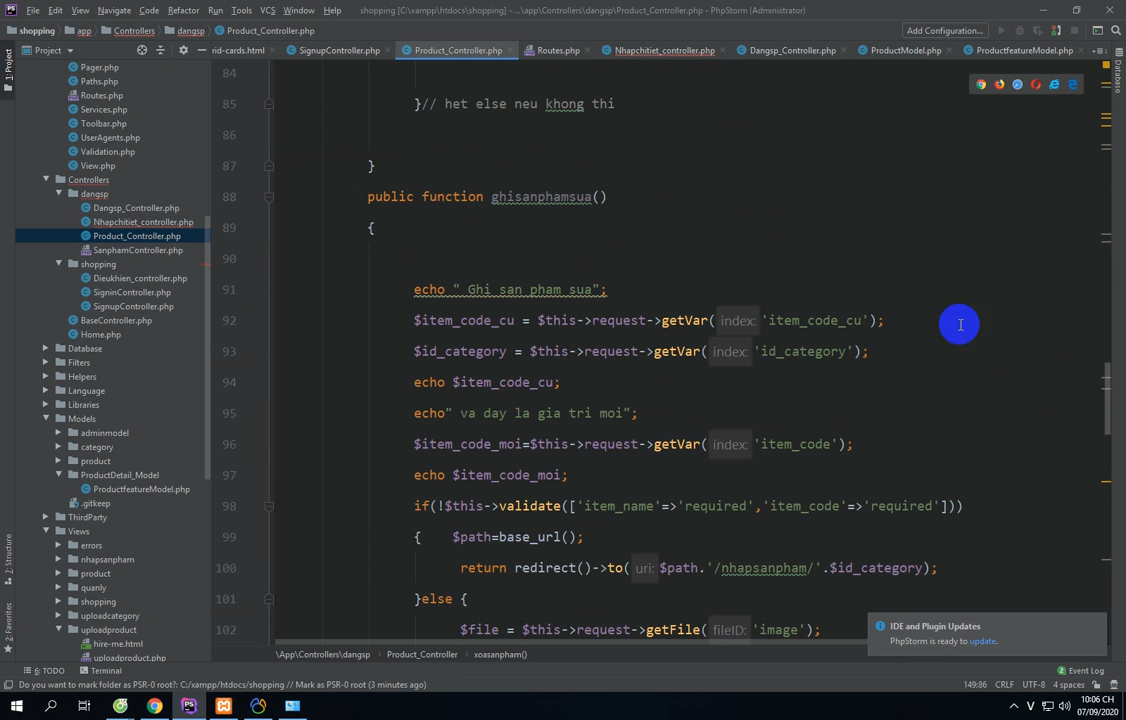 File Edit View Navigate Code Refactor Run Tools VCS Window Help shopping [C:\xampp\htdocs\shopping] - ...\app\Controllers\dangsp\Product_Controller.php - PhpStorm (Administrator)
shopping app Controllers dangsp Product_Controller.php Add Configuration...
Project rid-cards.html SignupController.php Product_Controller.php Routes.php Nhapchitiet_controller.php Dangsp_Controller.php ProductModel.php ProductfeatureModel.php
1: Project
Database
Pager.php
Paths.php
Routes.php
Services.php
Toolbar.php
UserAgents.php
Validation.php
View.php
Controllers
dangsp
Dangsp_Controller.php
Nhapchitiet_controller.php
Product_Controller.php
SanphamController.php
shopping
Dieukhien_controller.php
SigninController.php
SignupController.php
BaseController.php
Home.php
Database
Filters
Helpers
Language
Libraries
Models
adminmodel
category
product
ProductDetail_Model
ProductfeatureModel.php
.gitkeep
ThirdParty
Views
errors
nhapsanpham
product
quanly
shopping
uploadcategory
uploadproduct
hire-me.html
uploadproduct.php
7: Structure
2: Favorites
84
85 }// het else neu khong thi
86
87 }
88 public function ghisanphamsua()
89 {
90
91 echo " Ghi san pham sua";
92 $item_code_cu = $this->request->getVar( index: 'item_code_cu');
93 $id_category = $this->request->getVar( index: 'id_category');
94 echo $item_code_cu;
95 echo" va day la gia tri moi";
96 $item_code_moi=$this->request->getVar( index: 'item_code');
97 echo $item_code_moi;
98 if(!$this->validate(['item_name'=>'required','item_code'=>'required']))
99 { $path=base_url();
100 return redirect()->to( uri: $path.'/nhapsanpham/'.$id_category);
101 }else {
102 $file = $this->request->getFile( fileID: 'image');
IDE and Plugin Updates
PhpStorm is ready to update.
\App\Controllers\dangsp Product_Controller xoasanpham()
6: TODO Terminal Event Log
Do you want to mark folder as PSR-0 root?: C:/xampp/htdocs/shopping // Mark as PSR-0 (3 minutes ago) 149:86 CRLF UTF-8 4 spaces
V 10:06 CH
07/09/2020